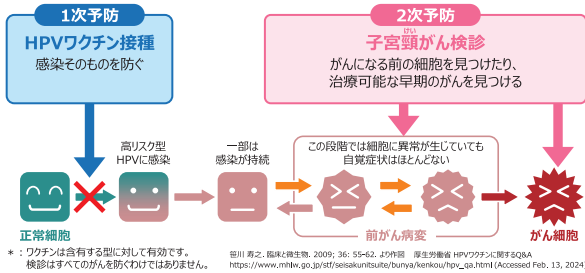 1次予防
HPVワクチン接種
感染そのものを防ぐ
2次予防
子宮頸がん検診
けい
がんになる前の細胞を見つけたり、
治療可能な早期のがんを見つける
高リスク型
HPVに感染
一部は
感染が持続
この段階では細胞に異常が生じていても
自覚症状はほとんどない
正常細胞
*
前がん病変
がん細胞
*：ワクチンは含有する型に対して有効です。
検診はすべてのがんを防ぐわけではありません。
笹川 寿之. 臨床と微生物. 2009; 36: 55-62. より作図 厚生労働省 HPVワクチンに関するQ&A
https://www.mhlw.go.jp/stf/seisakunitsuite/bunya/kenkou/hpv_qa.html (Accessed Feb. 13, 2024)